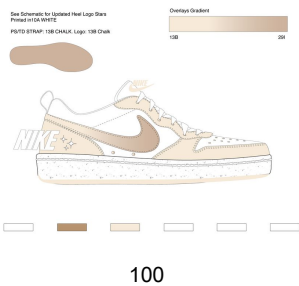 See Schematic for Updated Heel Logo Stars
Printed in10A WHITE
Overlays Gradient
PS/TD STRAP: 13B CHALK. Logo: 13B Chalk
13B 29I
NIKE
100